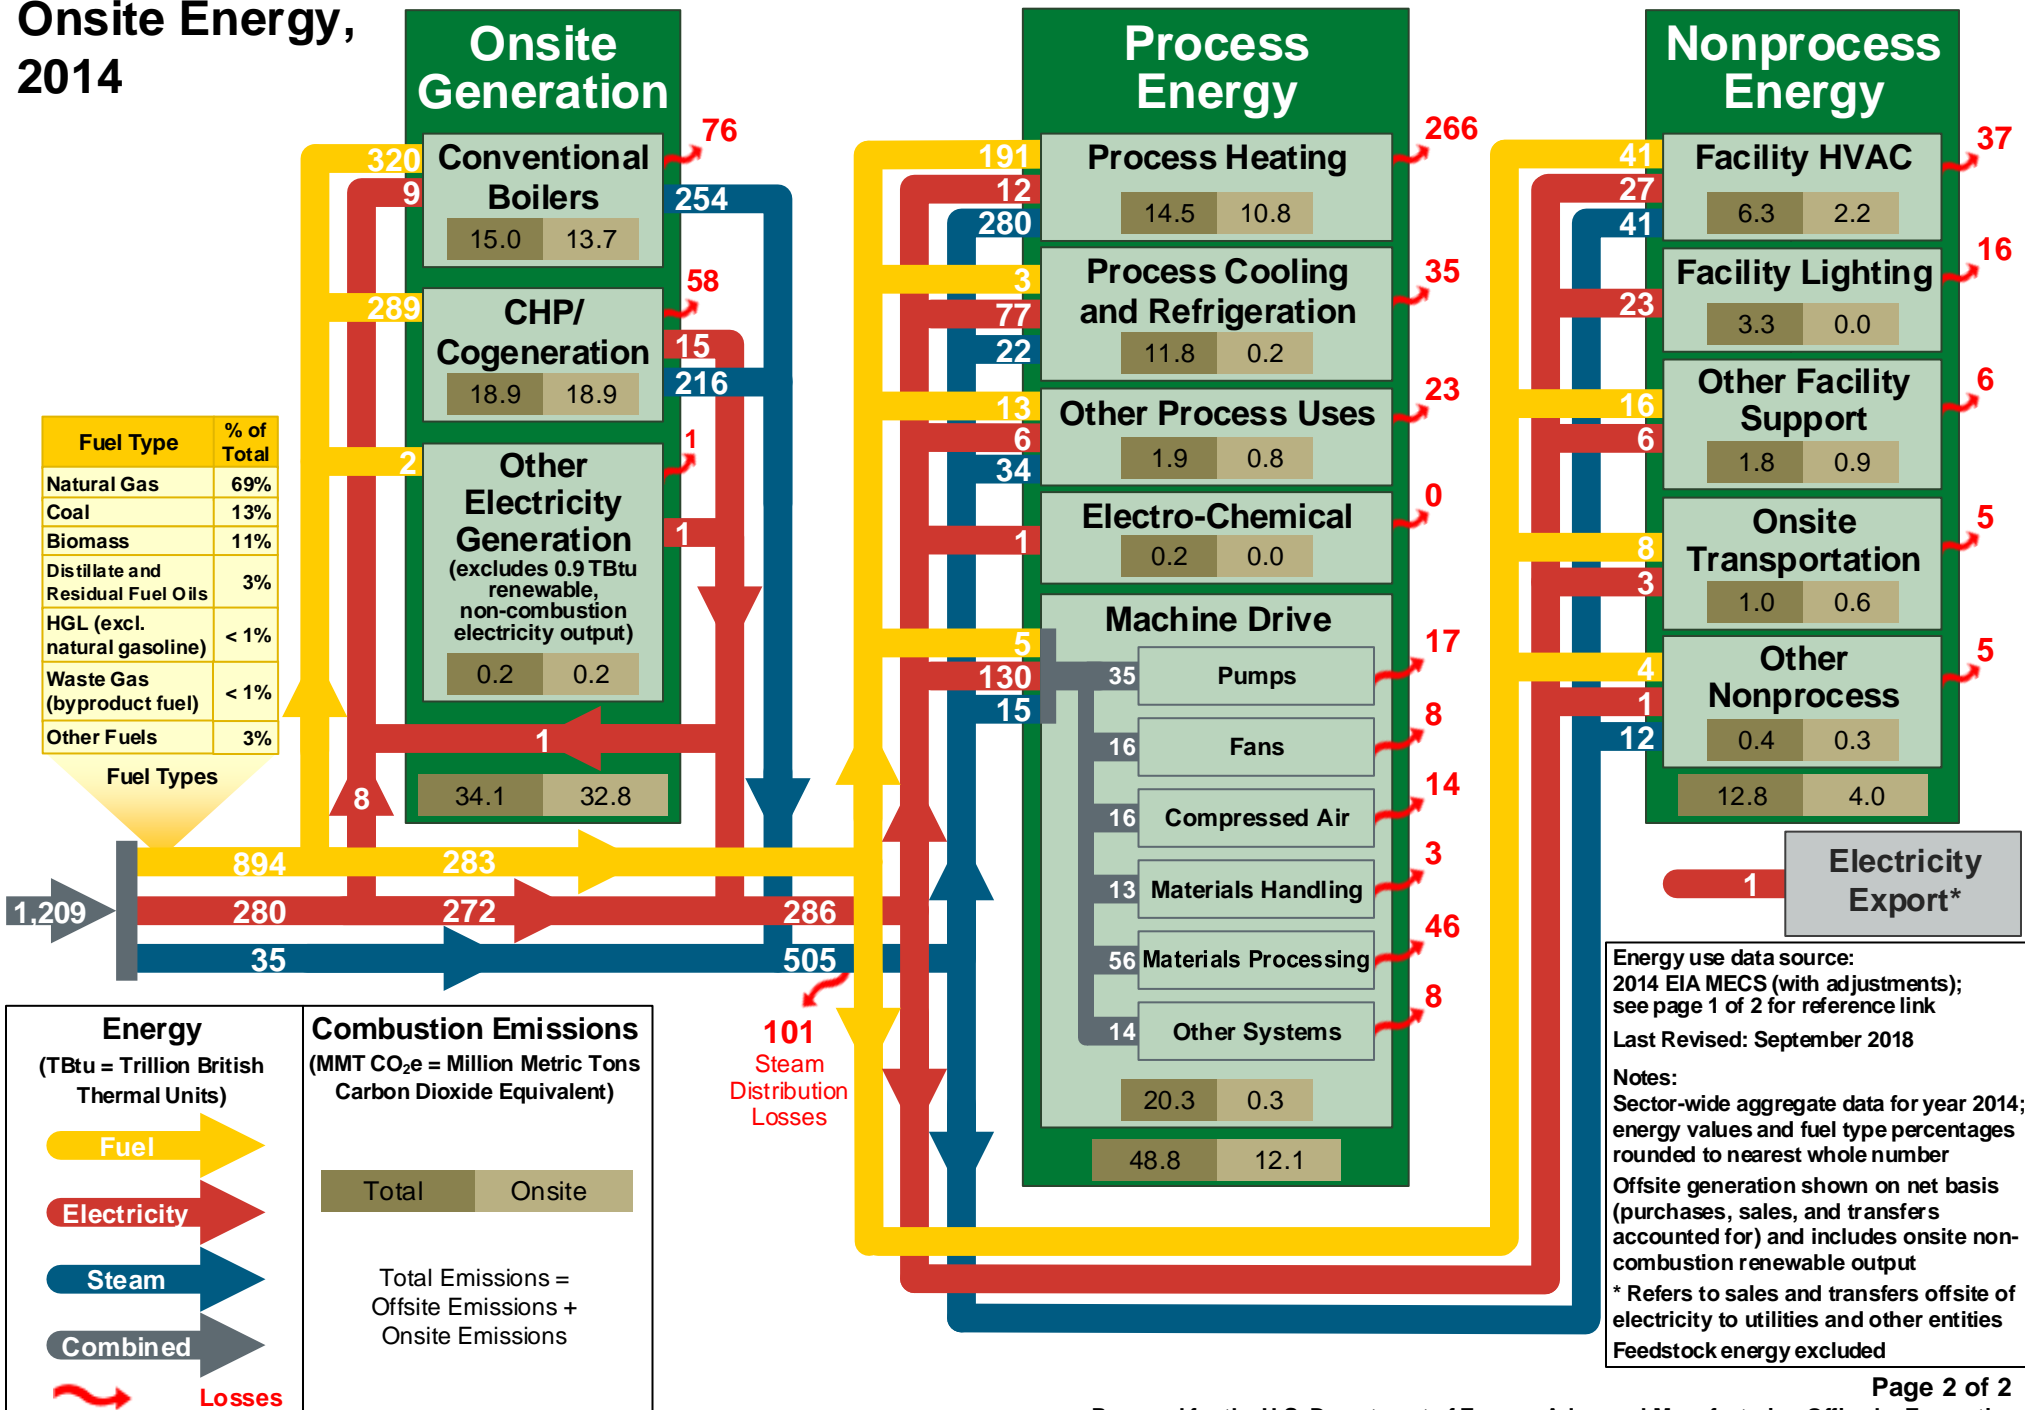 Onsite Energy,
2014
Onsite
Generation
320
9
Conventional
Boilers
15.0 13.7
76
254
289
CHP/
Cogeneration
18.9 18.9
58
15
216
2
Other
Electricity
Generation
(excludes 0.9 TBtu
renewable,
non-combustion
electricity output)
0.2 0.2
1
1
1
34.1 32.8
8
Fuel Type % of Total
Natural Gas 69%
Coal 13%
Biomass 11%
Distillate and
Residual Fuel Oils 3%
HGL (excl.
natural gasoline) < 1%
Waste Gas
(byproduct fuel) < 1%
Other Fuels 3%
Fuel Types
1,209
894 283
280 272 286
35 505
101
Steam
Distribution
Losses
Process
Energy
191
12
280
Process Heating
14.5 10.8
266
3
77
22
Process Cooling
and Refrigeration
11.8 0.2
35
13
6
34
Other Process Uses
1.9 0.8
23
1
Electro-Chemical
0.2 0.0
0
5
130
15
Machine Drive
35 Pumps 17
16 Fans 8
16 Compressed Air 14
13 Materials Handling 3
56 Materials Processing 46
14 Other Systems 8
20.3 0.3
48.8 12.1
Nonprocess
Energy
41
27
41
Facility HVAC
6.3 2.2
37
23
Facility Lighting
3.3 0.0
16
16
6
Other Facility
Support
1.8 0.9
6
8
3
Onsite
Transportation
1.0 0.6
5
4
1
12
Other
Nonprocess
0.4 0.3
5
12.8 4.0
1
Electricity
Export*
Energy
(TBtu = Trillion British
Thermal Units)
Fuel
Electricity
Steam
Combined
Losses
Combustion Emissions
(MMT CO₂e = Million Metric Tons
Carbon Dioxide Equivalent)
Total Onsite
Total Emissions =
Offsite Emissions +
Onsite Emissions
Energy use data source:
2014 EIA MECS (with adjustments);
see page 1 of 2 for reference link
Last Revised: September 2018
Notes:
Sector-wide aggregate data for year 2014;
energy values and fuel type percentages
rounded to nearest whole number
Offsite generation shown on net basis
(purchases, sales, and transfers
accounted for) and includes onsite non-
combustion renewable output
* Refers to sales and transfers offsite of
electricity to utilities and other entities
Feedstock energy excluded
Page 2 of 2